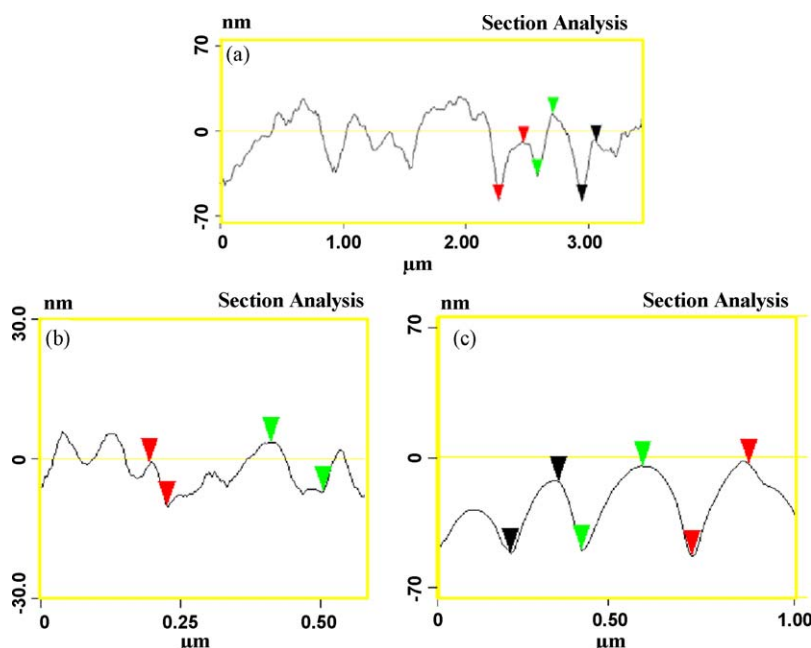 nm Section Analysis
70
(a)
0
-70
0 1.00 2.00 3.00
μm
nm Section Analysis
30.0
(b)
0
-30.0
0 0.25 0.50
μm
nm Section Analysis
70
(c)
0
-70
0 0.50 1.00
μm